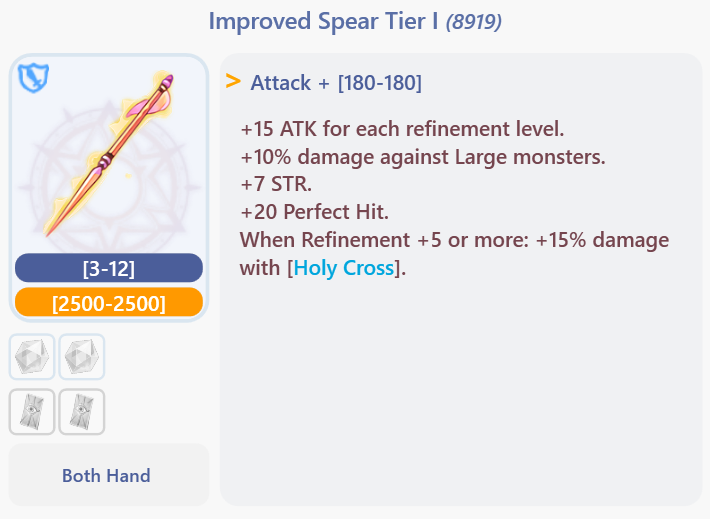 Improved Spear Tier I (8919)
> Attack + [180-180]
+15 ATK for each refinement level.
+10% damage against Large monsters.
+7 STR.
+20 Perfect Hit.
When Refinement +5 or more: +15% damage
with [Holy Cross].
[3-12]
[2500-2500]
Both Hand